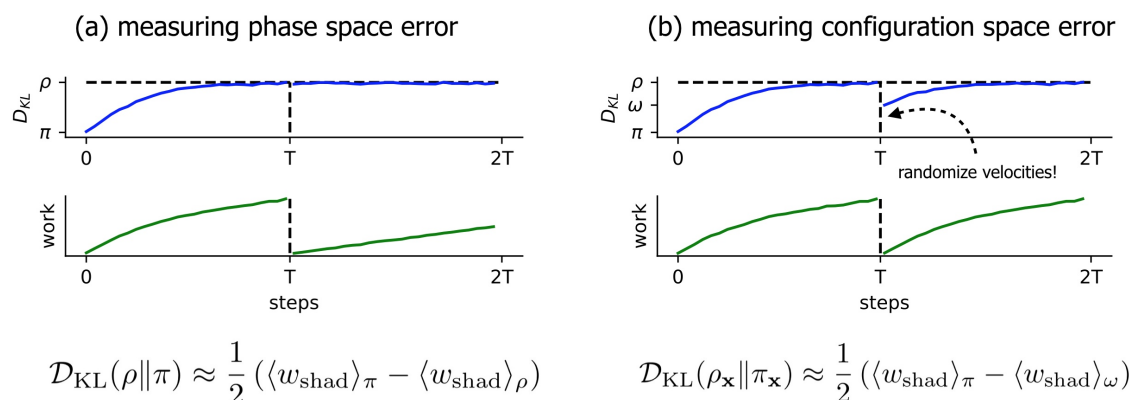 (a) measuring phase space error
D_KL
ρ
π
0
T
2T
work
0
T
2T
steps
𝒟_KL(ρ‖π) ≈ 1/2 (⟨w_shad⟩_π − ⟨w_shad⟩_ρ)
(b) measuring configuration space error
D_KL
ρ
ω
π
0
T
2T
randomize velocities!
work
0
T
2T
steps
𝒟_KL(ρ_𝐱‖π_𝐱) ≈ 1/2 (⟨w_shad⟩_π − ⟨w_shad⟩_ω)